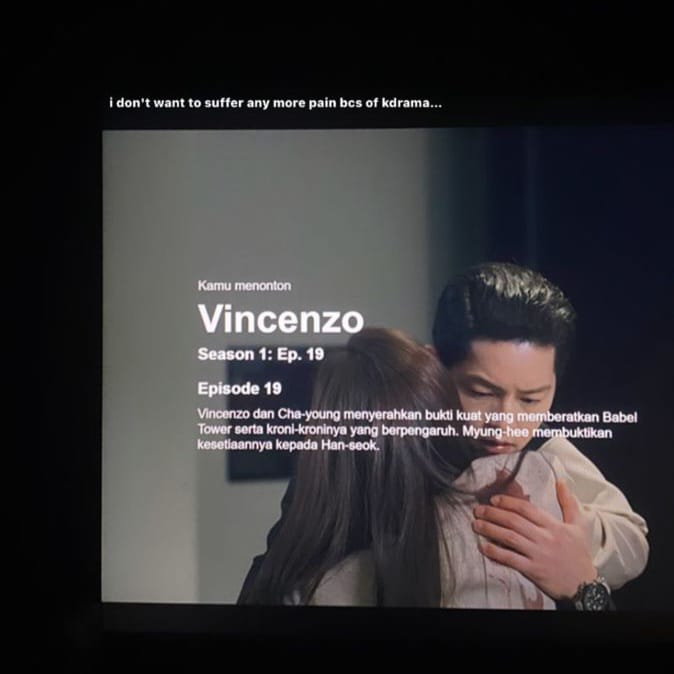 i don't want to suffer any more pain bcs of kdrama...
Kamu menonton
Vincenzo
Season 1: Ep. 19
Episode 19
Vincenzo dan Cha-young menyerahkan bukti kuat yang memberatkan Babel
Tower serta kroni-kroninya yang berpengaruh. Myung-hee membuktikan
kesetiaannya kepada Han-seok.